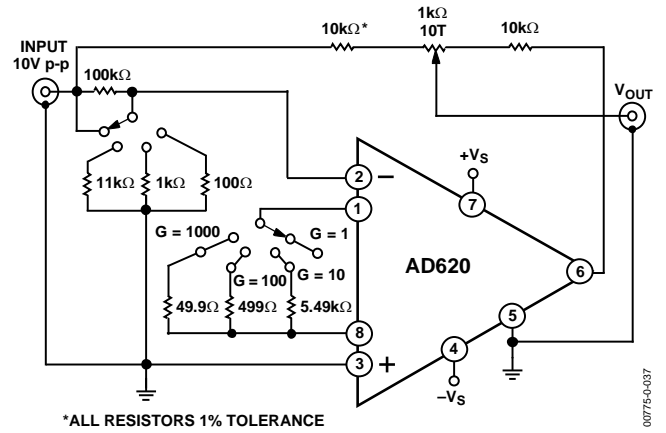 INPUT
10V p-p
100kΩ
10kΩ*
1kΩ
10T
10kΩ
VOUT
11kΩ
1kΩ
100Ω
G = 1000
G = 100
G = 10
G = 1
49.9Ω
499Ω
5.49kΩ
2
−
1
8
3
+
AD620
+VS
7
6
5
4
−VS
*ALL RESISTORS 1% TOLERANCE
00775-0-037